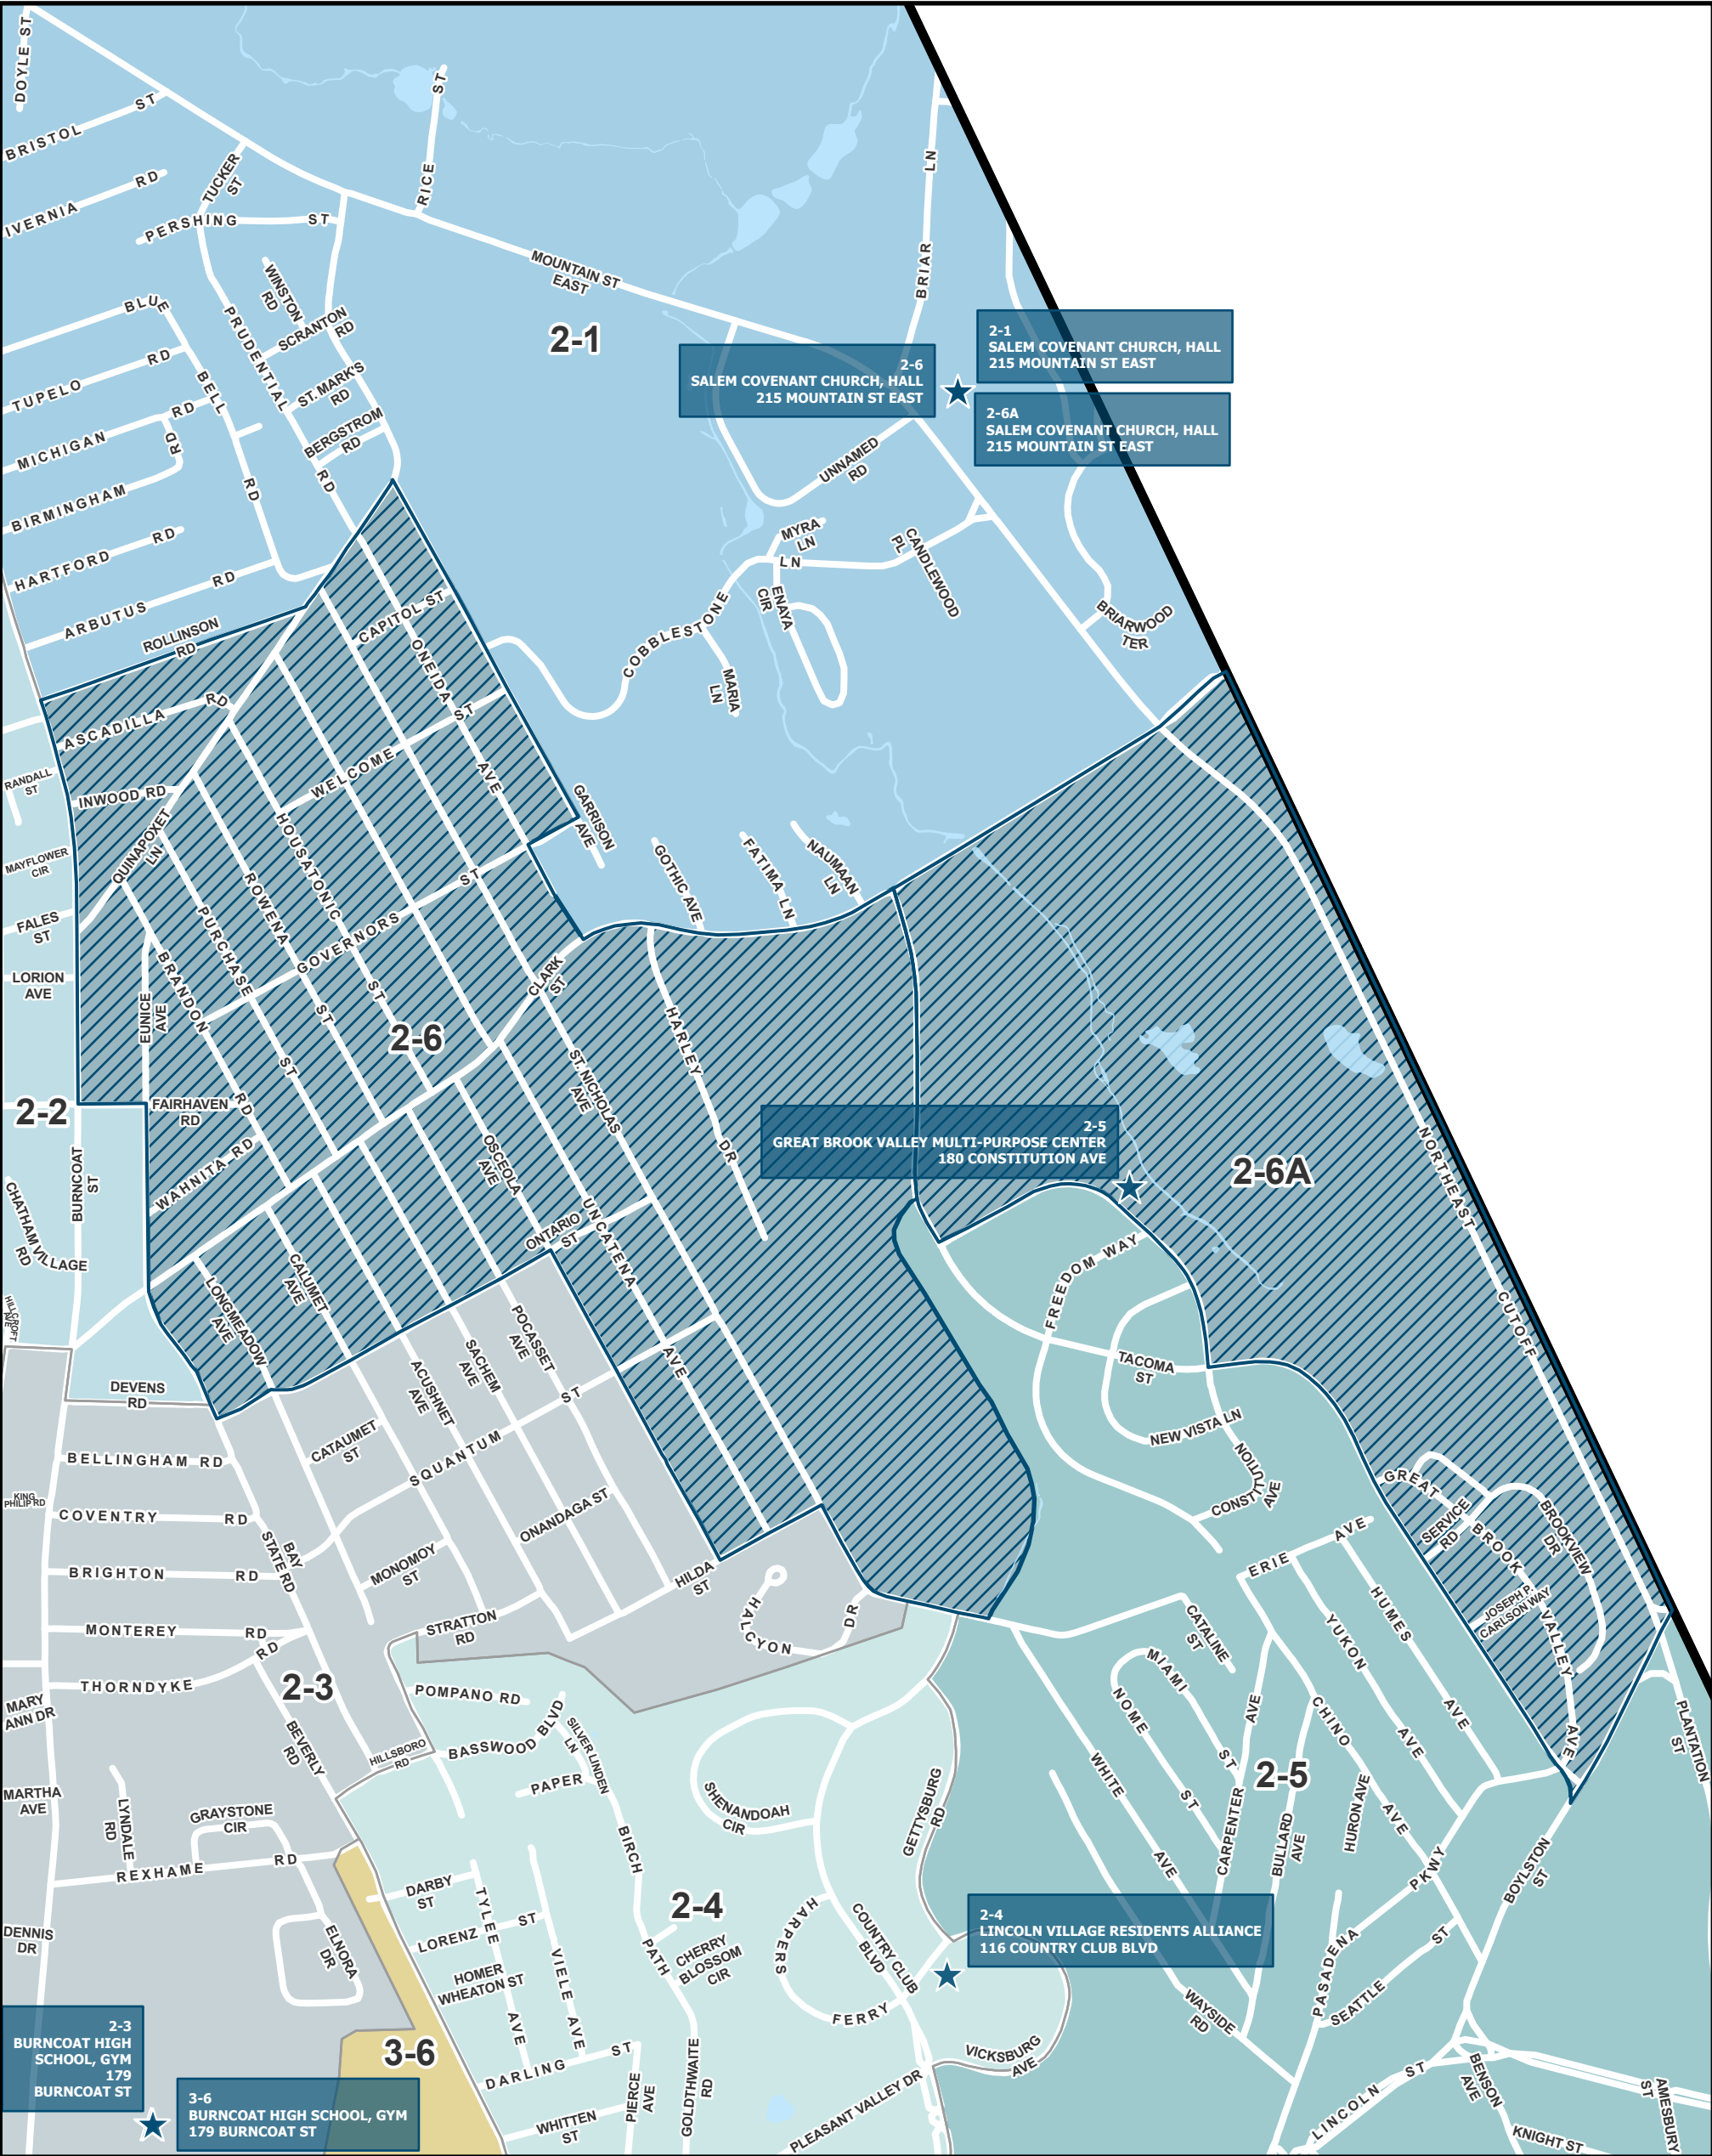 DOYLE ST
BRISTOL ST
IVERNIA RD
TUCKER
ST
PERSHING ST
RICE ST
MOUNTAIN ST
EAST
BRIAR LN
WINSTON
RD
SCRANTON
RD
PRUDENTIAL RD
ST. MARK'S
RD
BERGSTROM
RD
BLUE BELL RD
TUPELO RD
MICHIGAN RD
BIRMINGHAM RD
HARTFORD RD
ARBUTUS RD
ROLLINSON
RD
2-1
2-6
SALEM COVENANT CHURCH, HALL
215 MOUNTAIN ST EAST
2-1
SALEM COVENANT CHURCH, HALL
215 MOUNTAIN ST EAST
2-6A
SALEM COVENANT CHURCH, HALL
215 MOUNTAIN ST EAST
UNNAMED
RD
MYRA
LN
CANDLEWOOD
PL
COBBLESTONE LN
ENAYA
CIR
MARIA
LN
BRIARWOOD
TER
CAPITOL ST
ONEIDA AVE
ASCADILLA RD
RANDALL
ST
INWOOD RD
WELCOME ST
QUINAPOXET
LN
MAYFLOWER
CIR
FALES
ST
LORION
AVE
HOUSATONIC ST
ROWENA ST
PURCHASE ST
BRANDON RD
GOVERNORS ST
GARRISON
AVE
GOTHIC AVE
FATIMA LN
NAUMAAN
LN
EUNICE
AVE
2-6
CLARK
ST
HARLEY DR
ST. NICHOLAS
AVE
2-2
FAIRHAVEN
RD
WAHNITA RD
BURNCOAT
ST
CHATHAM VILLAGE
RD
HILLCROFT
AVE
OSCEOLA
AVE
UNCATENA AVE
ONTARIO
ST
2-5
GREAT BROOK VALLEY MULTI-PURPOSE CENTER
180 CONSTITUTION AVE
2-6A
NORTHEAST CUTOFF
FREEDOM WAY
TACOMA
ST
NEW VISTA LN
CONSTITUTION
AVE
LONGMEADOW
AVE
CALUMET
AVE
POCASSET
AVE
SACHEM
AVE
ACUSHNET
AVE
DEVENS
RD
CATAUMET
ST
SQUANTUM ST
BELLINGHAM RD
KING
PHILIP RD
COVENTRY RD
BAY
STATE RD
MONOMOY
ST
ONANDAGA ST
BRIGHTON RD
HILDA
ST
HALCYON DR
STRATTON
RD
MONTEREY RD
THORNDYKE RD
2-3
MARY
ANN DR
BEVERLY
RD
POMPANO RD
BASSWOOD BLVD
SILVER LINDEN
LN
HILLSBORO
RD
PAPER BIRCH PATH
MARTHA
AVE
LYNDALE
RD
GRAYSTONE
CIR
REXHAME RD
SHENANDOAH
CIR
GETTYSBURG
RD
ERIE AVE
GREAT BROOK VALLEY AVE
SERVICE
RD
BROOKVIEW
DR
JOSEPH P.
CARLSON WAY
CATALINE
ST
MIAMI ST
NOME ST
YUKON AVE
HUMES AVE
CHINO AVE
WHITE AVE
2-5
CARPENTER AVE
BULLARD
AVE
HURON AVE
PLANTATION
ST
BOYLSTON
ST
PASADENA PKWY
SEATTLE ST
DENNIS
DR
ELNORA
DR
DARBY
ST
TYLEE AVE
LORENZ ST
VIELE AVE
HOMER
WHEATON ST
2-4
CHERRY
BLOSSOM
CIR
HARPERS FERRY
COUNTRY CLUB
BLVD
2-4
LINCOLN VILLAGE RESIDENTS ALLIANCE
116 COUNTRY CLUB BLVD
WAYSIDE
RD
VICKSBURG
AVE
2-3
BURNCOAT HIGH
SCHOOL, GYM
179
BURNCOAT ST
3-6
3-6
BURNCOAT HIGH SCHOOL, GYM
179 BURNCOAT ST
DARLING ST
WHITTEN
ST
PIERCE
AVE
GOLDTHWAITE
RD
PLEASANT VALLEY DR
LINCOLN ST
BENSON
AVE
KNIGHT ST
AMESBURY
ST